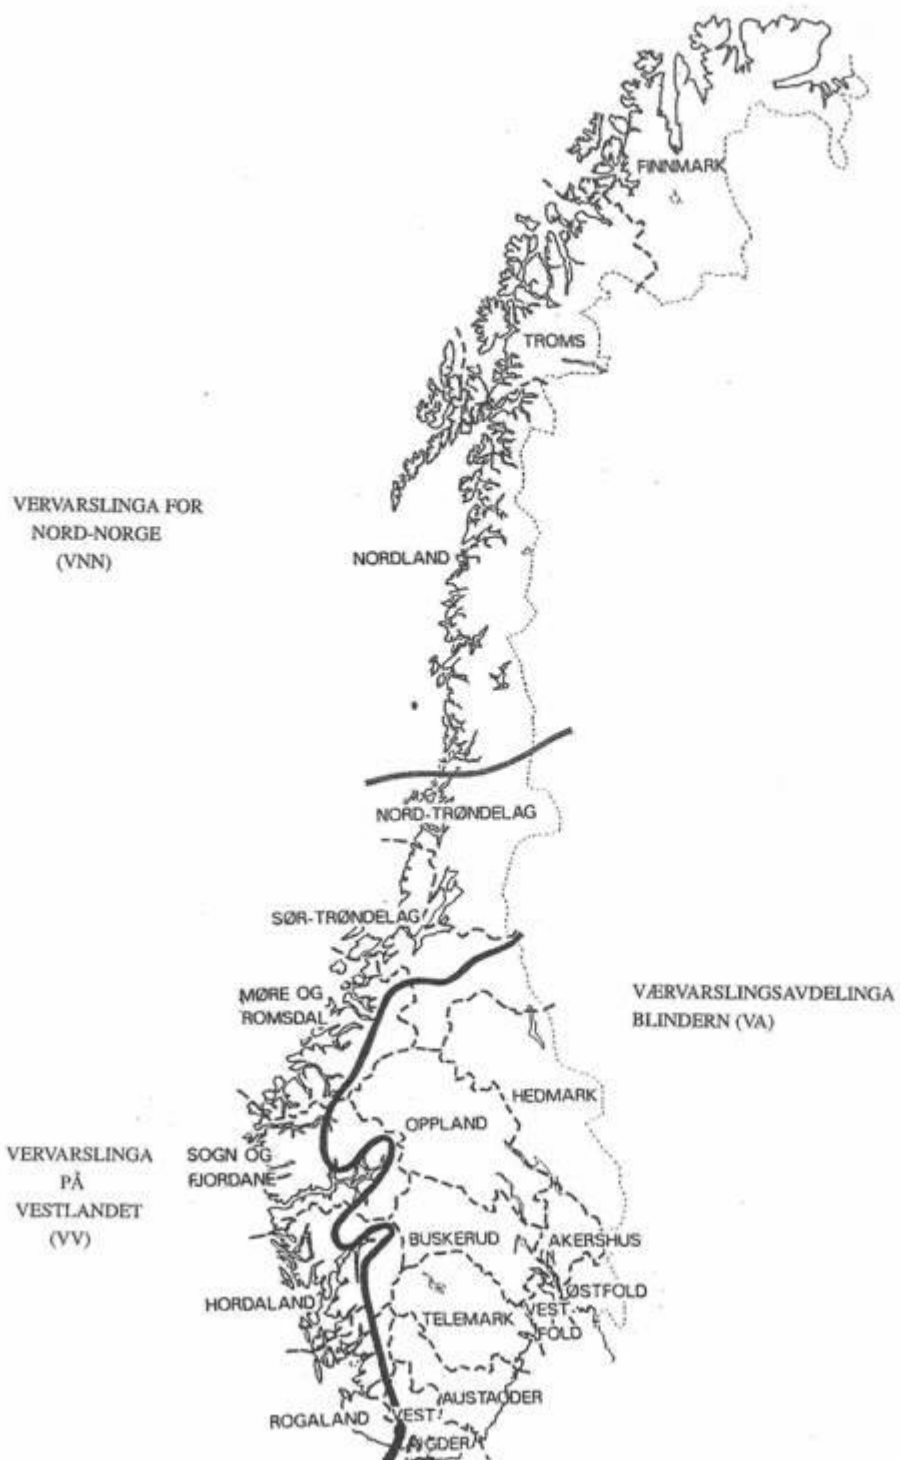 FINNMARK
TROMS
VERVARSLINGA FOR
NORD-NORGE
(VNN)
NORDLAND
NORD-TRØNDELAG
SØR-TRØNDELAG
MØRE OG
ROMSDAL
VÆRVARSLINGSAVDELINGA
BLINDERN (VA)
HEDMARK
OPPLAND
VERVARSLINGA
PÅ
VESTLANDET
(VV)
SOGN OG
FJORDANE
BUSKERUD
AKERSHUS
ØSTFOLD
HORDALAND
TELEMARK
VEST
FOLD
AUSTAGDER
ROGALAND
VEST
AGDER